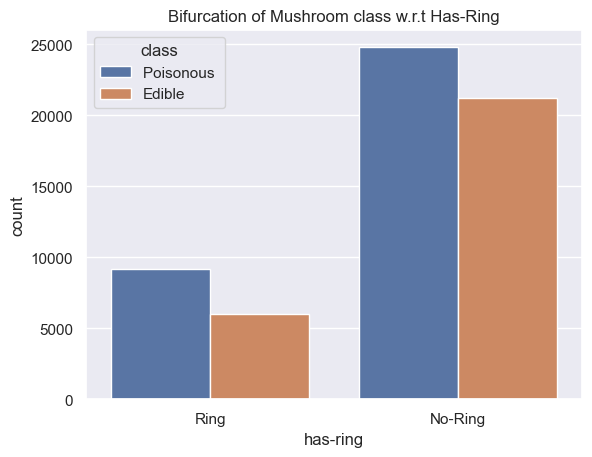 Bifurcation of Mushroom class w.r.t Has-Ring
class
Poisonous
Edible
25000
20000
15000
10000
5000
0
count
Ring
No-Ring
has-ring